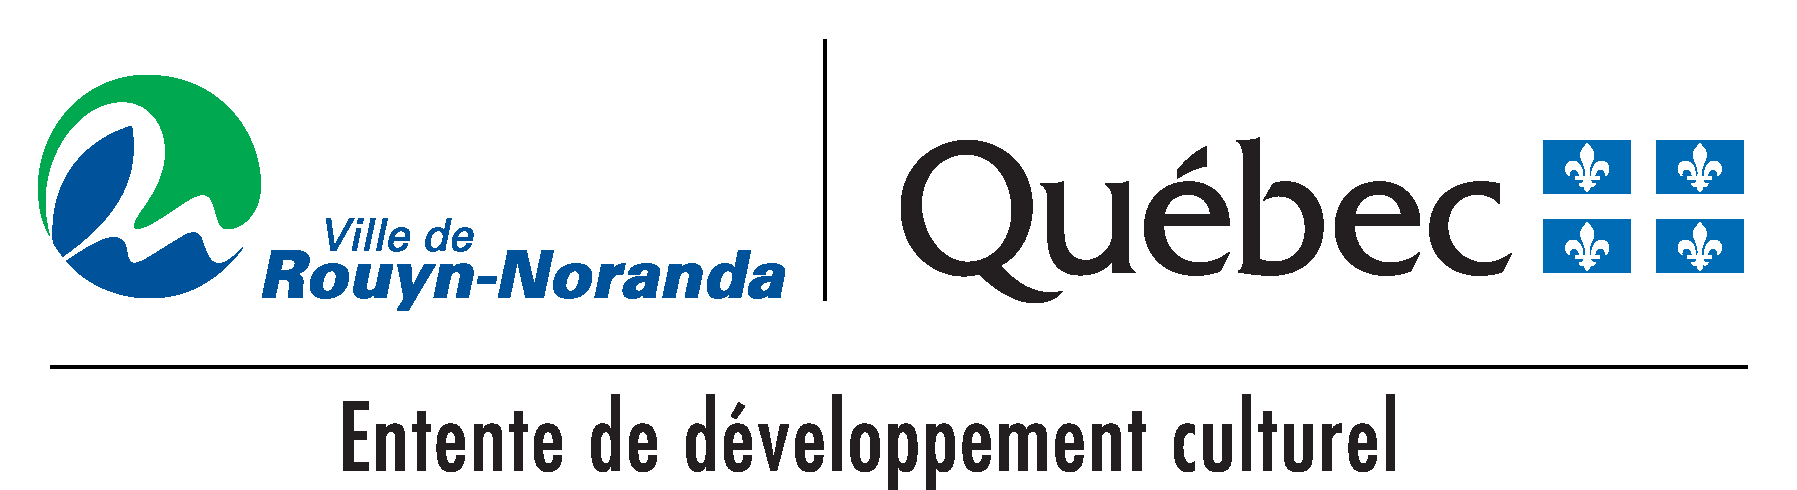 Ville de
Rouyn-Noranda
Québec
Entente de développement culturel